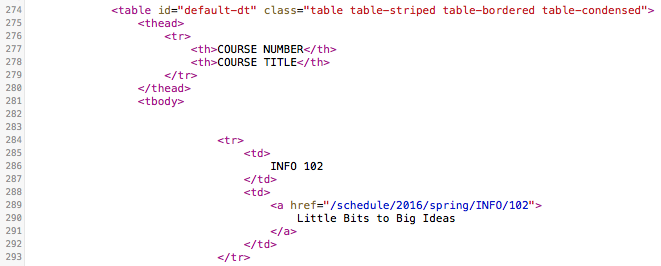 274 <table id="default-dt" class="table table-striped table-bordered table-condensed">
275 <thead>
276 <tr>
277 <th>COURSE NUMBER</th>
278 <th>COURSE TITLE</th>
279 </tr>
280 </thead>
281 <tbody>
282
283
284 <tr>
285 <td>
286 INFO 102
287 </td>
288 <td>
289 <a href="/schedule/2016/spring/INFO/102">
290 Little Bits to Big Ideas
291 </a>
292 </td>
293 </tr>